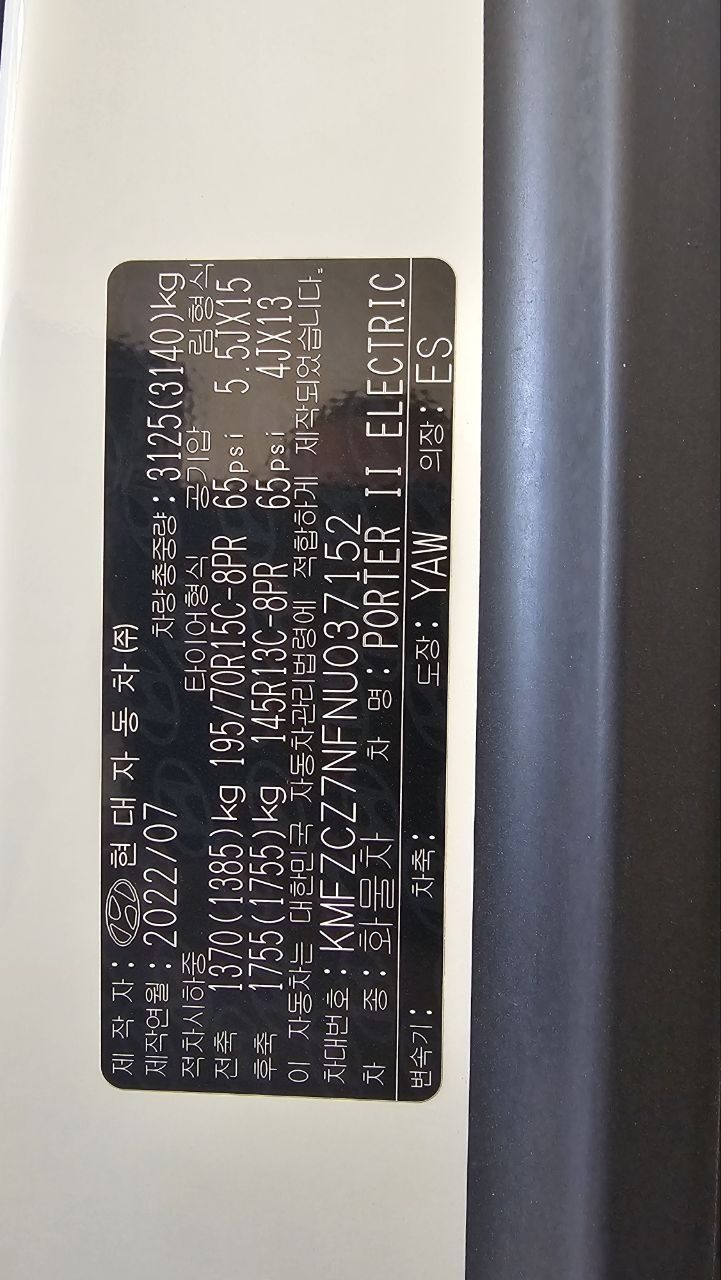 제 작 자 : 현 대 자 동 차 (주)
제작연월 : 2022/07 차량총중량 : 3125(3140)kg
적차시하중 타이어형식 공기압 림형식
전축 1370(1385)kg 195/70R15C-8PR 65psi 5.5JX15
후축 1755(1755)kg 145R13C-8PR 65psi 4JX13
이 자동차는 대한민국 자동차관리법령에 적합하게 제작되었습니다.
차대번호 : KMFZCZ7NFNU037152
차 종 : 화물차 차 명 : PORTER II ELECTRIC
변속기 : 차축 : 도장 : YAW 의장 : ES